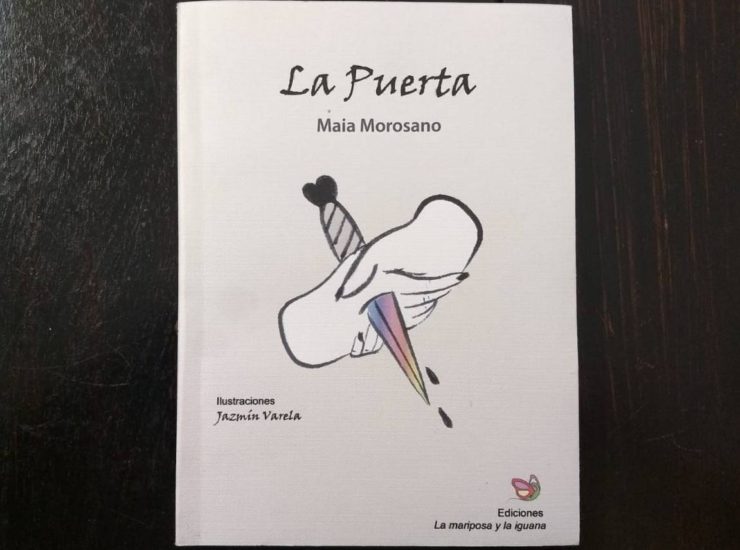 La Puerta
Maia Morosano
Ilustraciones
Jazmín Varela
Ediciones
La mariposa y la iguana